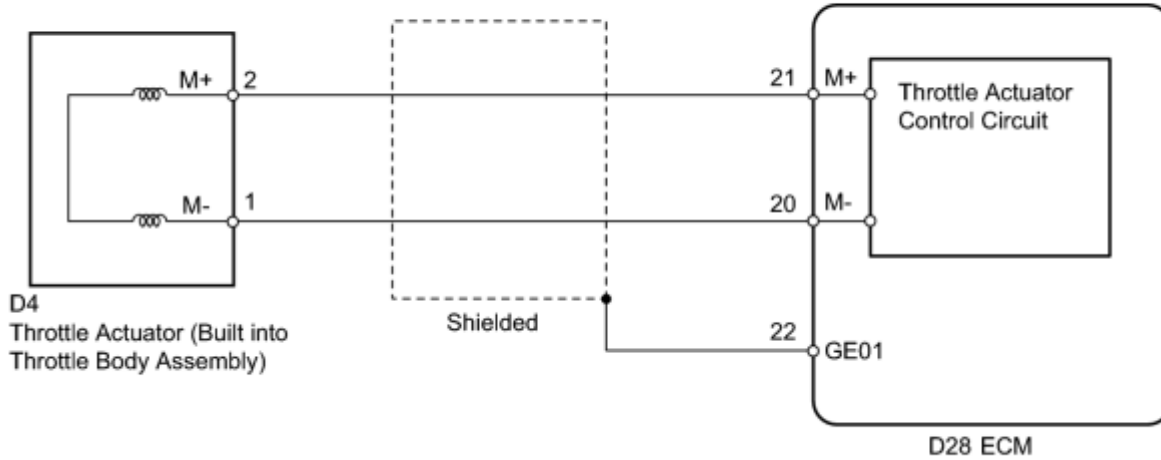 M+
2
21
M+
Throttle Actuator
Control Circuit
M-
1
20
M-
D4
Throttle Actuator (Built into
Throttle Body Assembly)
Shielded
22
GE01
D28 ECM